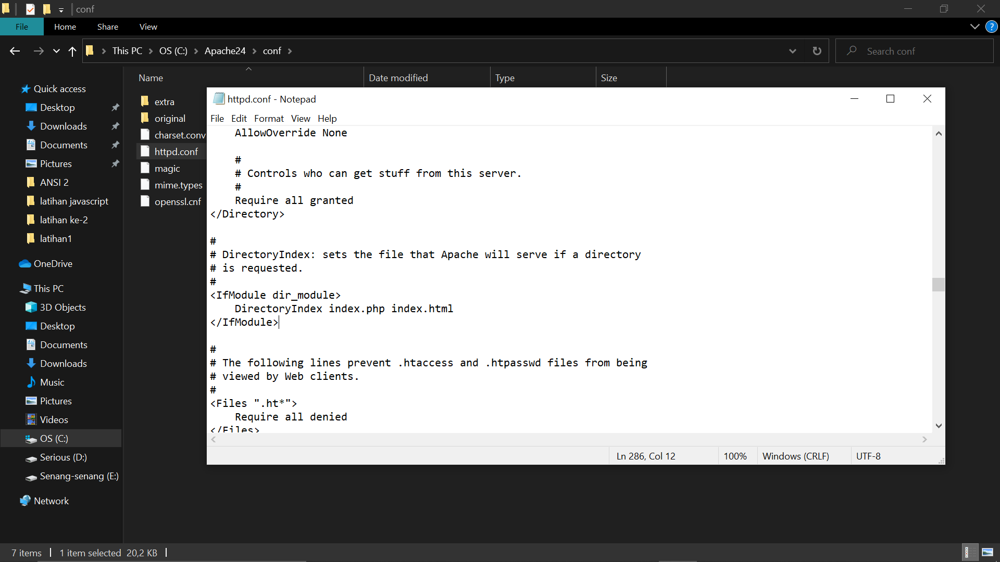 conf
File Home Share View
This PC OS (C:) Apache24 conf
Search conf
Name Date modified Type Size
Quick access
Desktop
Downloads
Documents
Pictures
ANSI 2
latihan javascript
latihan ke-2
latihan1
OneDrive
This PC
3D Objects
Desktop
Documents
Downloads
Music
Pictures
Videos
OS (C:)
Serious (D:)
Senang-senang (E:)
Network
extra
original
charset.conv
httpd.conf
magic
mime.types
openssl.cnf
httpd.conf - Notepad
File Edit Format View Help
AllowOverride None
#
# Controls who can get stuff from this server.
#
Require all granted
</Directory>
#
# DirectoryIndex: sets the file that Apache will serve if a directory
# is requested.
#
<IfModule dir_module>
DirectoryIndex index.php index.html
</IfModule>
#
# The following lines prevent .htaccess and .htpasswd files from being
# viewed by Web clients.
#
<Files ".ht*">
Require all denied
</Files>
Ln 286, Col 12 100% Windows (CRLF) UTF-8
7 items 1 item selected 20,2 KB